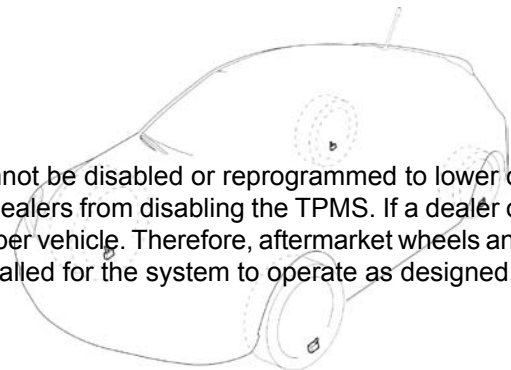 nnot be disabled or reprogrammed to lower o
ealers from disabling the TPMS. If a dealer o
per vehicle. Therefore, aftermarket wheels an
alled for the system to operate as designed.